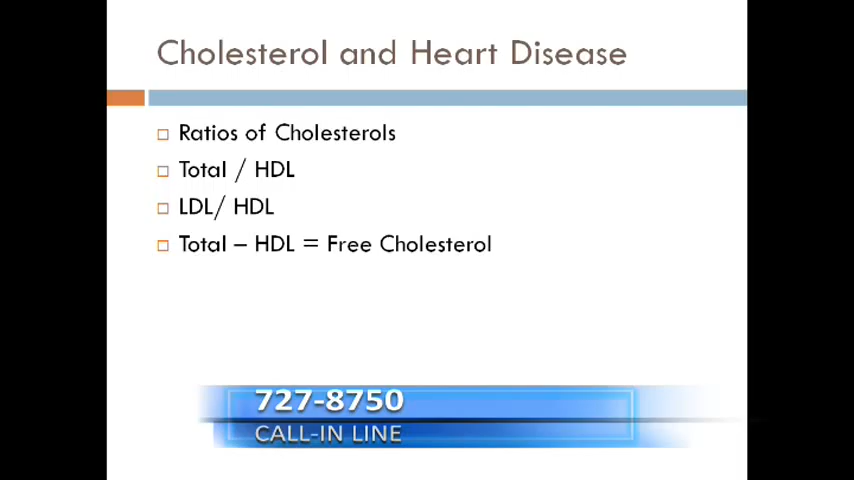 Cholesterol and Heart Disease
Ratios of Cholesterols
Total / HDL
LDL/ HDL
Total – HDL = Free Cholesterol
727-8750
CALL-IN LINE